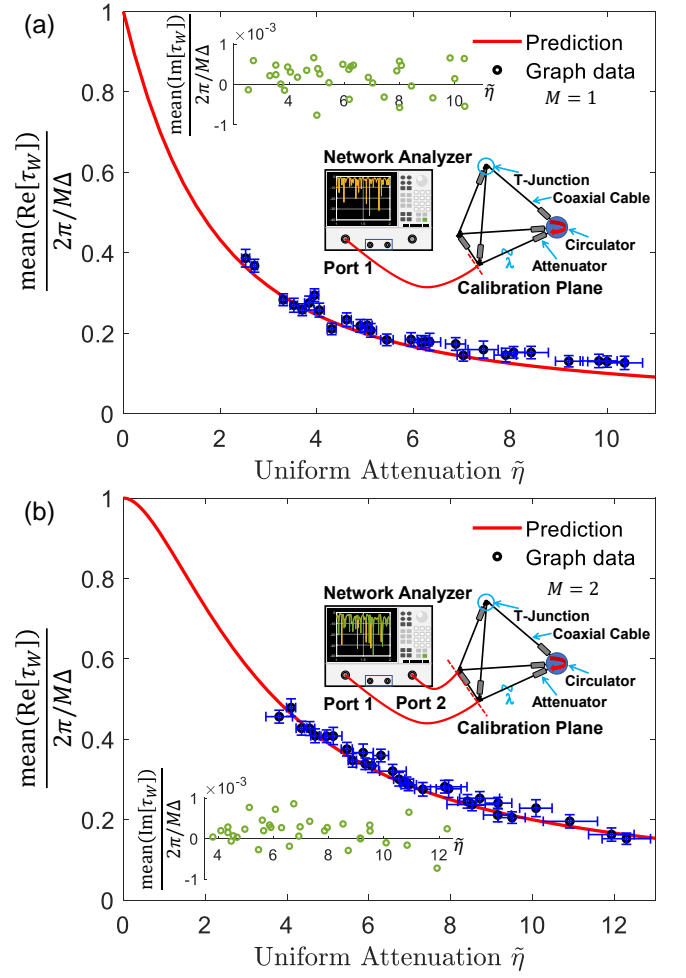 (a)
1
0.8
0.6
0.4
0.2
0
mean(Re[τ_W])
2π/MΔ
0 2 4 6 8 10
Uniform Attenuation η̃
mean(Im[τ_W])
2π/MΔ
×10⁻³
1
0
-1
4 6 8 10 η̃
Prediction
Graph data
M = 1
Network Analyzer
Port 1
T-Junction
Coaxial Cable
Circulator
Attenuator
λ
Calibration Plane
(b)
1
0.8
0.6
0.4
0.2
0
mean(Re[τ_W])
2π/MΔ
Prediction
Graph data
M = 2
Network Analyzer
Port 1 Port 2
T-Junction
Coaxial Cable
Circulator
Attenuator
λ
Calibration Plane
mean(Im[τ_W])
2π/MΔ
×10⁻³
1
0
-1
4 6 8 10 12 η̃
0 2 4 6 8 10 12
Uniform Attenuation η̃